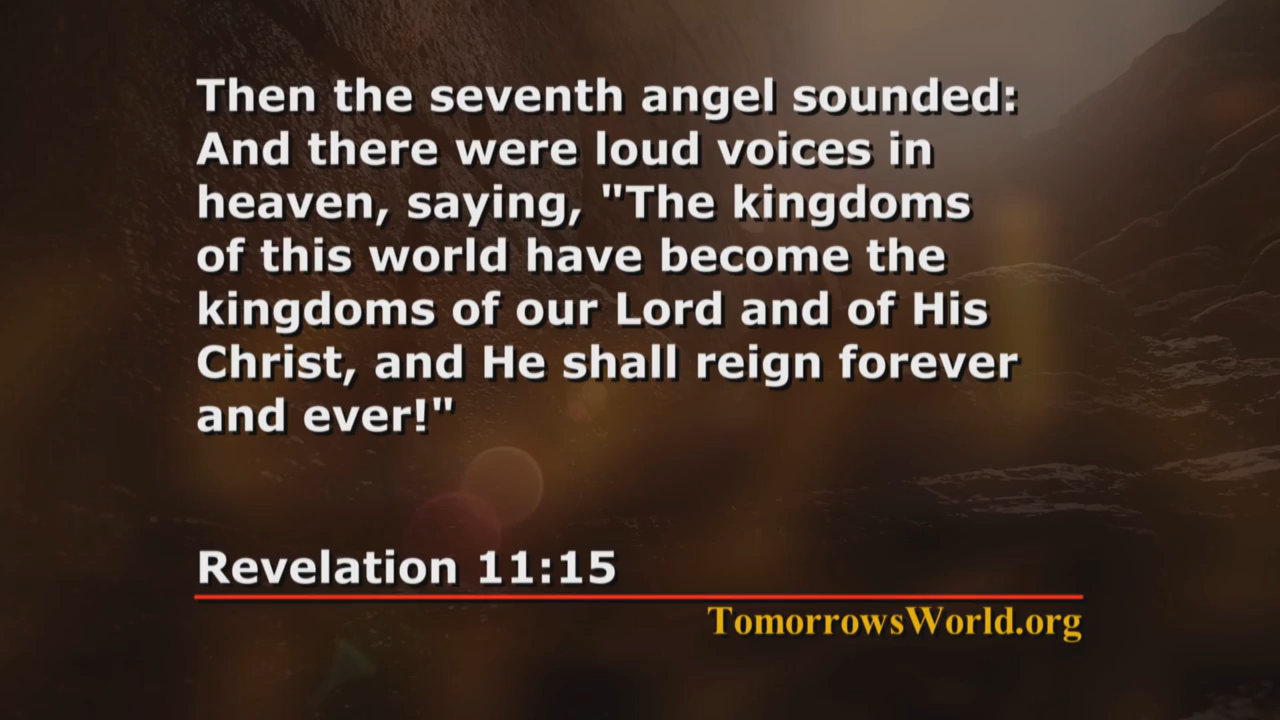 Then the seventh angel sounded:
And there were loud voices in
heaven, saying, "The kingdoms
of this world have become the
kingdoms of our Lord and of His
Christ, and He shall reign forever
and ever!"
Revelation 11:15
TomorrowsWorld.org